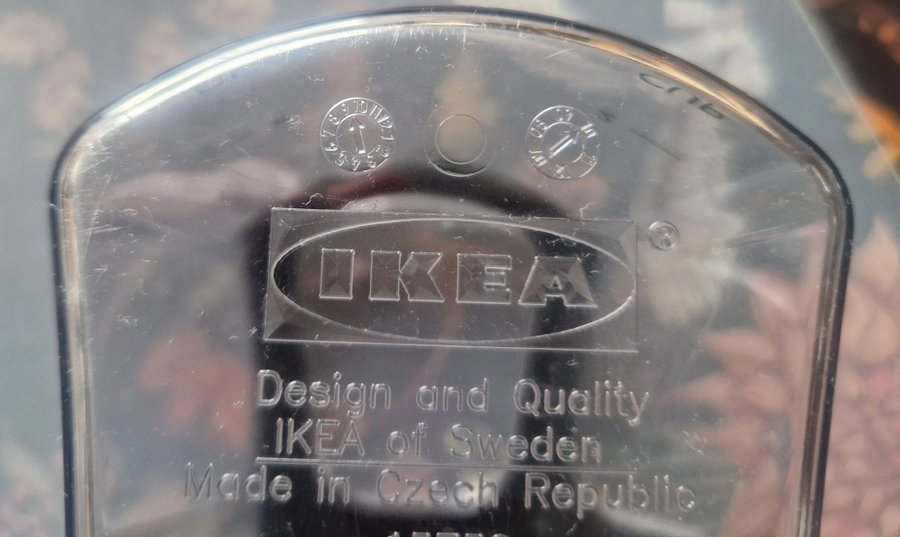 IKEA®
Design and Quality
IKEA of Sweden
Made in Czech Republic